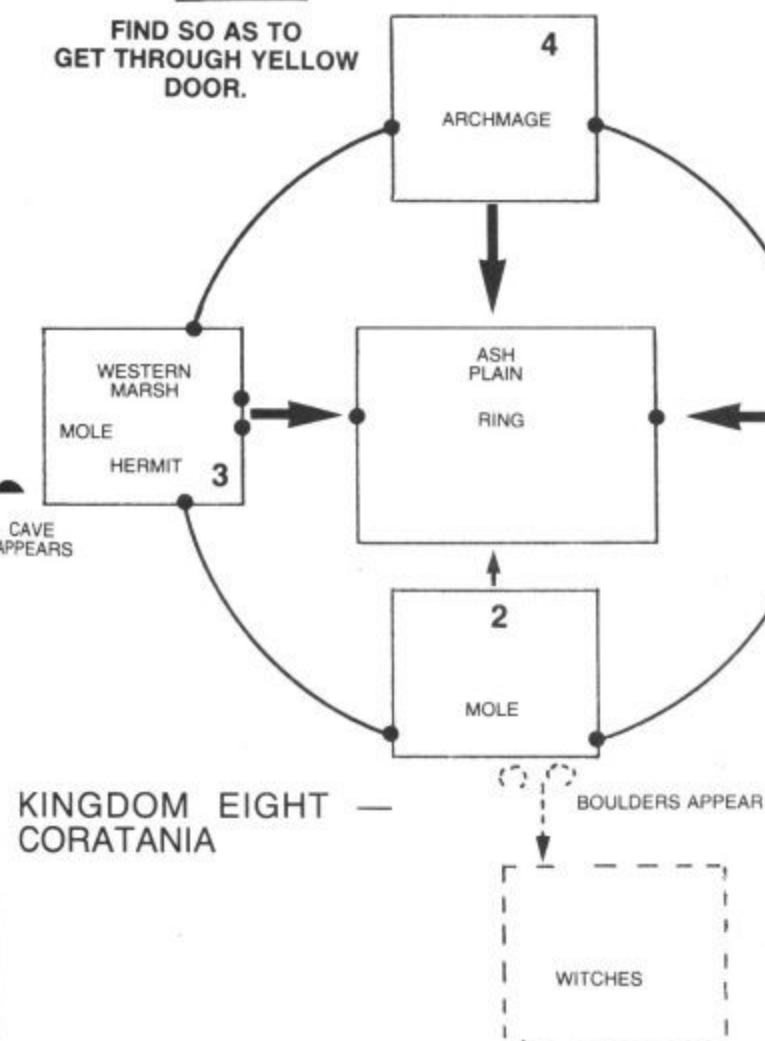 FIND SO AS TO
GET THROUGH YELLOW
DOOR.
4
ARCHMAGE
WESTERN
MARSH
MOLE
HERMIT
3
ASH
PLAIN
RING
CAVE
APPEARS
2
MOLE
KINGDOM EIGHT —
CORATANIA
BOULDERS APPEAR
WITCHES